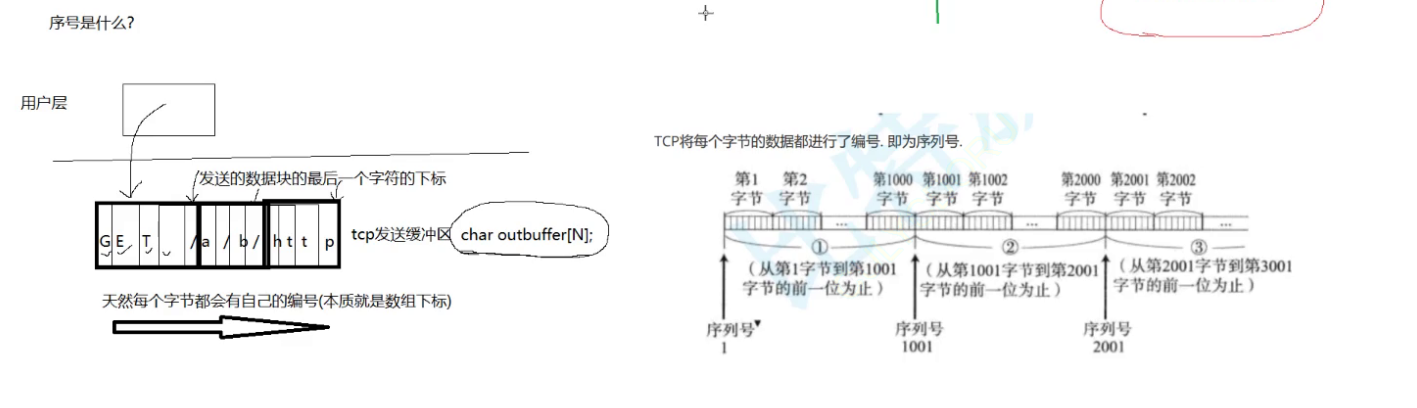 序号是什么?
用户层
发送的数据块的最后一个字符的下标
G E T /a / b/ h t t p
tcp发送缓冲区 char outbuffer[N];
天然每个字节都会有自己的编号(本质就是数组下标)
TCP将每个字节的数据都进行了编号. 即为序列号.
第1 第2 第1000 第1001 第1002 第2000 第2001 第2002
字节 字节 字节 字节 字节 字节 字节 字节
... ... ...
① ② ③
(从第1字节到第1001 (从第1001字节到第2001 (从第2001字节到第3001
字节的前一位为止) 字节的前一位为止) 字节的前一位为止)
序列号 序列号 序列号
1 1001 2001